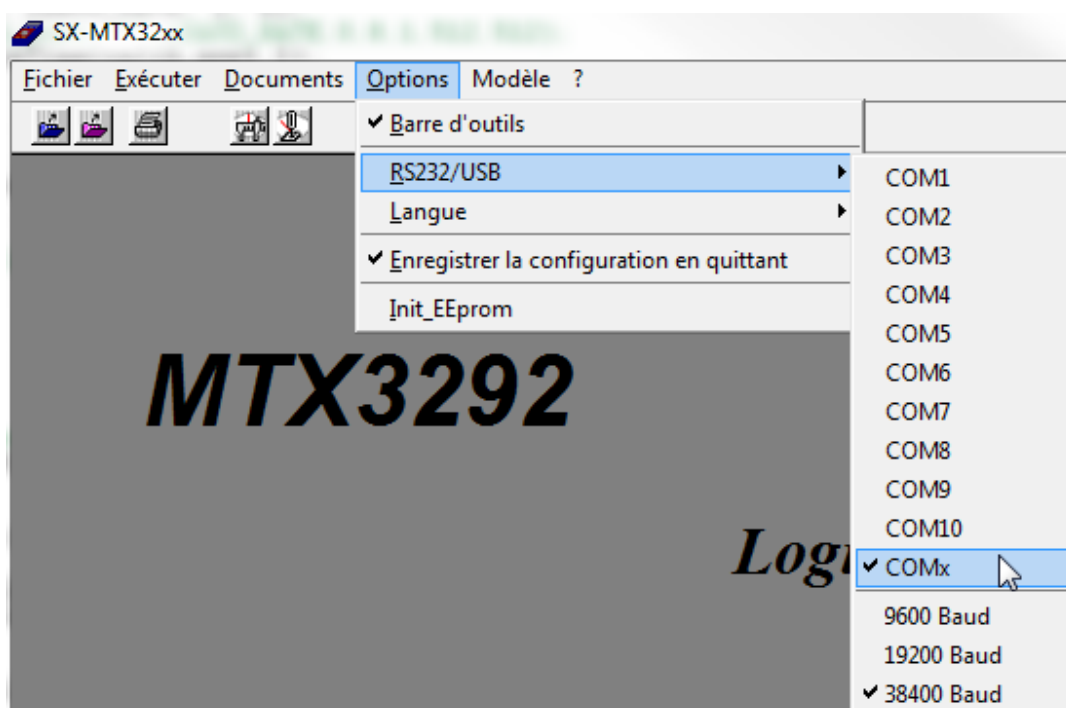 SX-MTX32xx
Fichier Exécuter Documents Options Modèle ?
Barre d'outils
RS232/USB
Langue
Enregistrer la configuration en quittant
Init_EEprom
COM1
COM2
COM3
COM4
COM5
COM6
COM7
COM8
COM9
COM10
COMx
9600 Baud
19200 Baud
38400 Baud
MTX3292